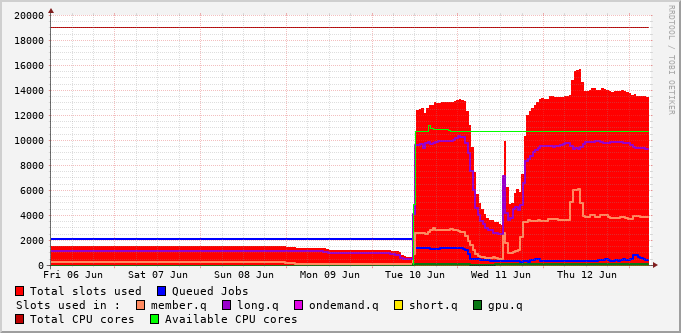 RRDTOOL / TOBI OETIKER
20000
18000
16000
14000
12000
10000
8000
6000
4000
2000
0
Fri 06 Jun Sat 07 Jun Sun 08 Jun Mon 09 Jun Tue 10 Jun Wed 11 Jun Thu 12 Jun
Total slots used Queued Jobs
Slots used in : member.q long.q ondemand.q short.q gpu.q
Total CPU cores Available CPU cores